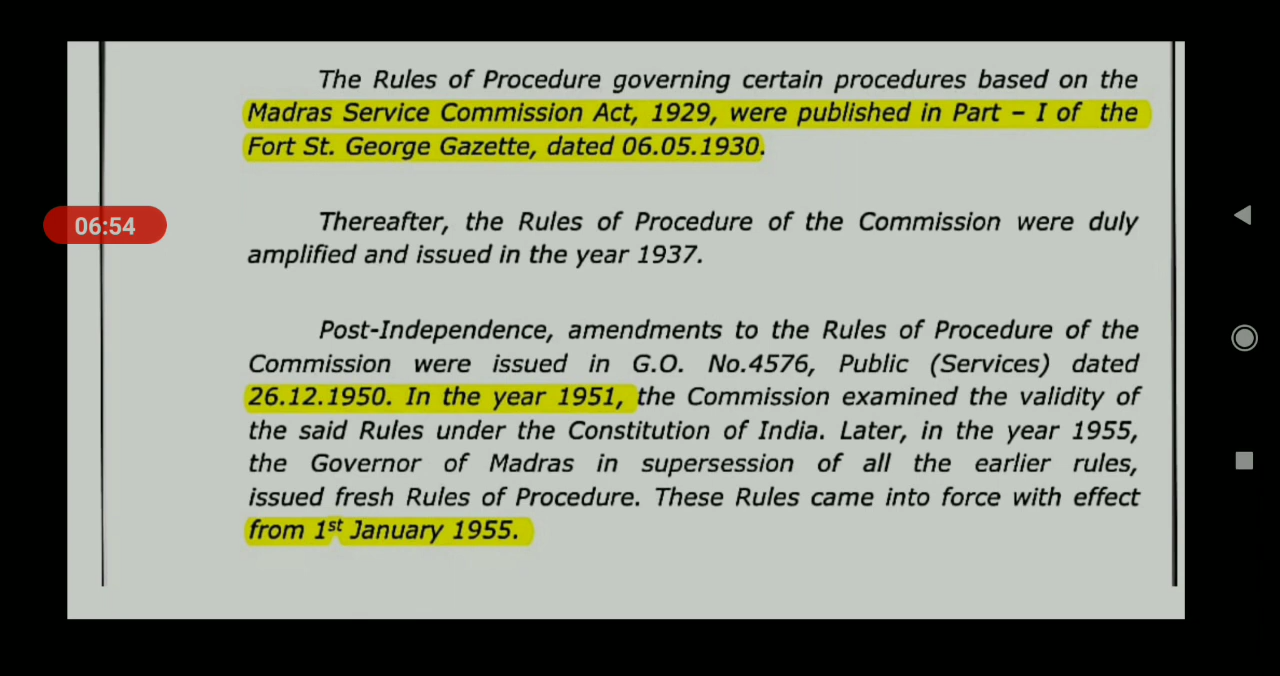 The Rules of Procedure governing certain procedures based on the
Madras Service Commission Act, 1929, were published in Part – I of the
Fort St. George Gazette, dated 06.05.1930.
06:54
Thereafter, the Rules of Procedure of the Commission were duly
amplified and issued in the year 1937.
Post-Independence, amendments to the Rules of Procedure of the
Commission were issued in G.O. No.4576, Public (Services) dated
26.12.1950. In the year 1951, the Commission examined the validity of
the said Rules under the Constitution of India. Later, in the year 1955,
the Governor of Madras in supersession of all the earlier rules,
issued fresh Rules of Procedure. These Rules came into force with effect
from 1st January 1955.